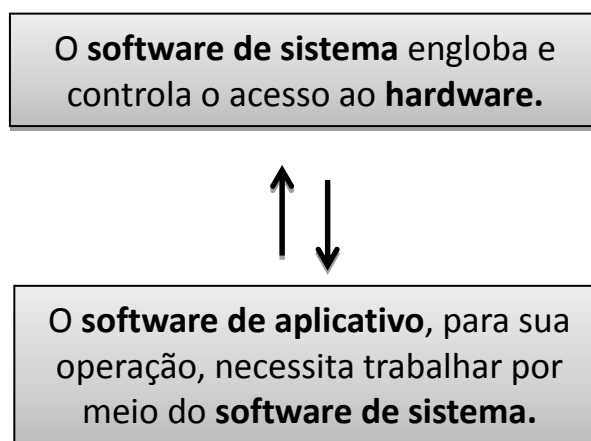 O software de sistema engloba e
controla o acesso ao hardware.
O software de aplicativo, para sua
operação, necessita trabalhar por
meio do software de sistema.